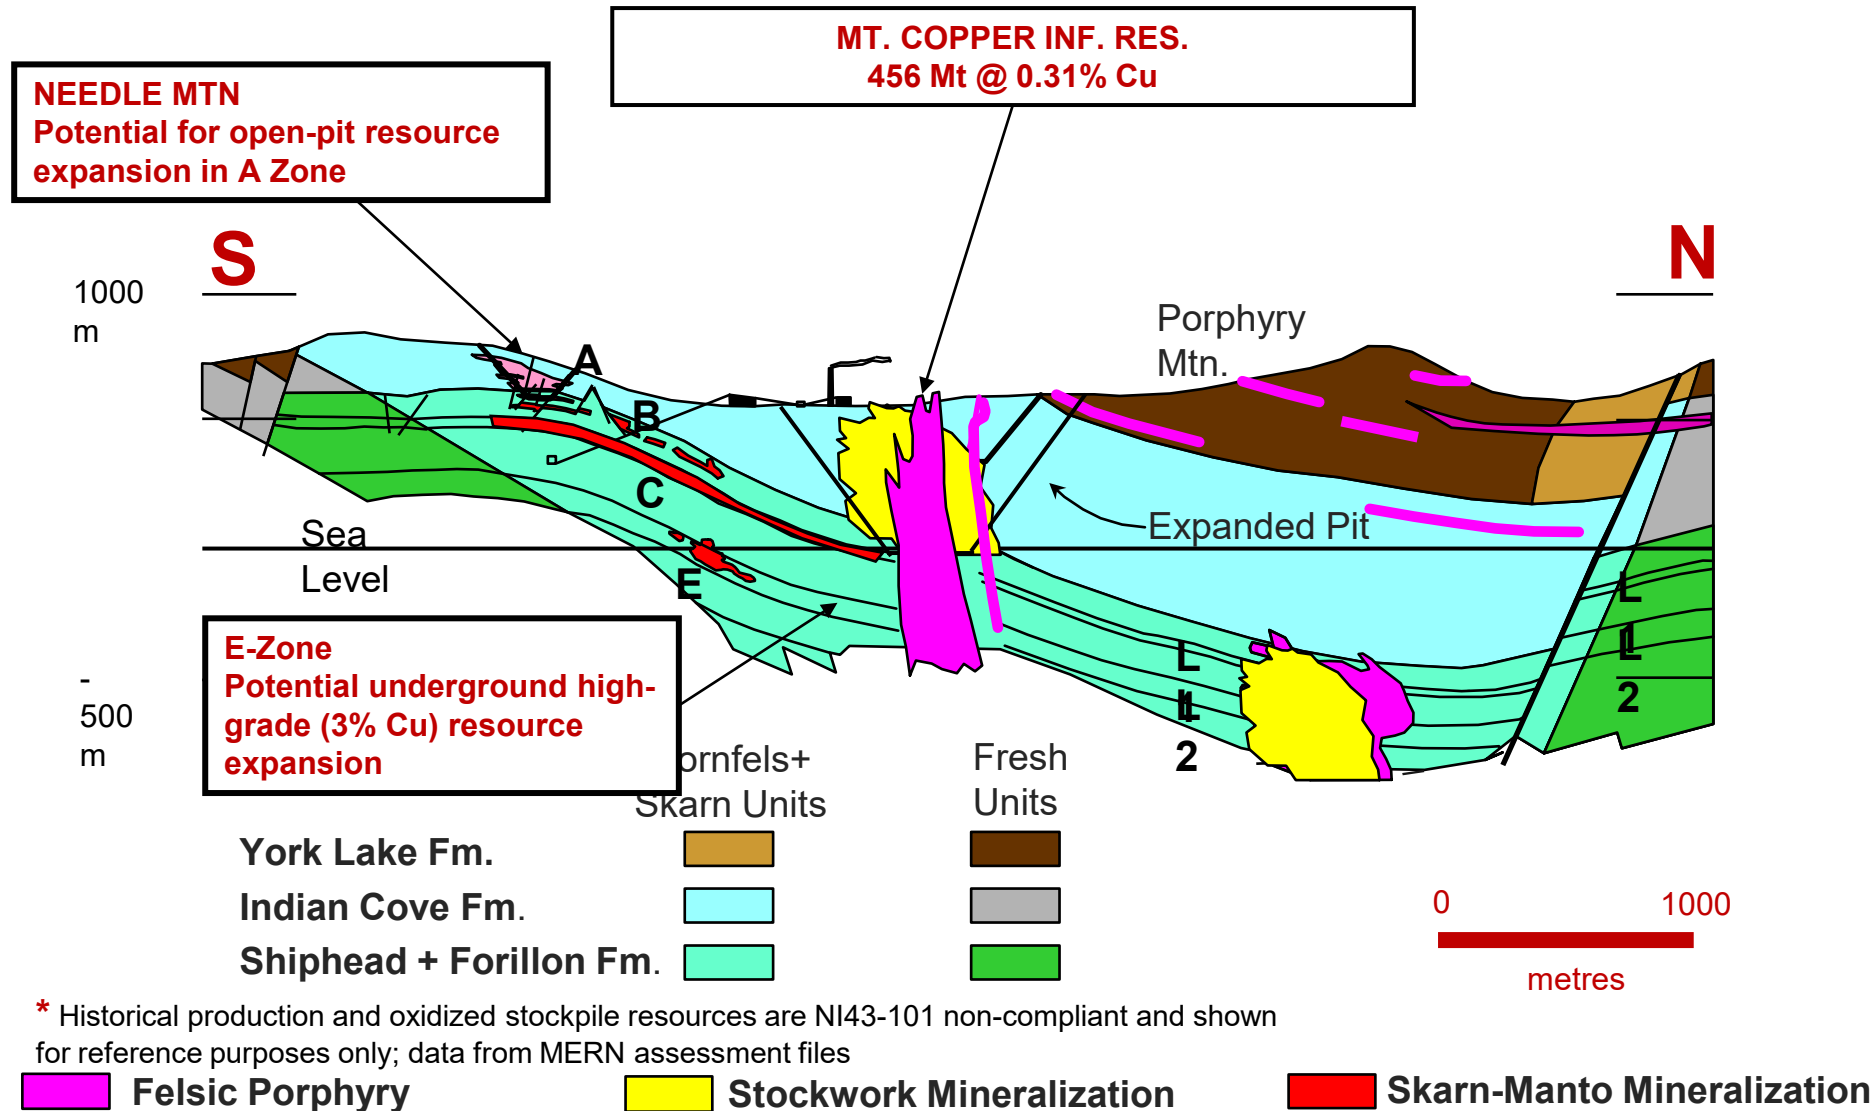 MT. COPPER INF. RES.
456 Mt @ 0.31% Cu
NEEDLE MTN
Potential for open-pit resource
expansion in A Zone
S
N
1000
m
Porphyry
Mtn.
A
B
C
E
Sea
Level
Expanded Pit
-
500
m
E-Zone
Potential underground high-
grade (3% Cu) resource
expansion
L
1
L
2
L
1
L
2
ornfels+
Skarn Units
Fresh
Units
York Lake Fm.
Indian Cove Fm.
Shiphead + Forillon Fm.
0 1000
metres
* Historical production and oxidized stockpile resources are NI43-101 non-compliant and shown
for reference purposes only; data from MERN assessment files
Felsic Porphyry
Stockwork Mineralization
Skarn-Manto Mineralization